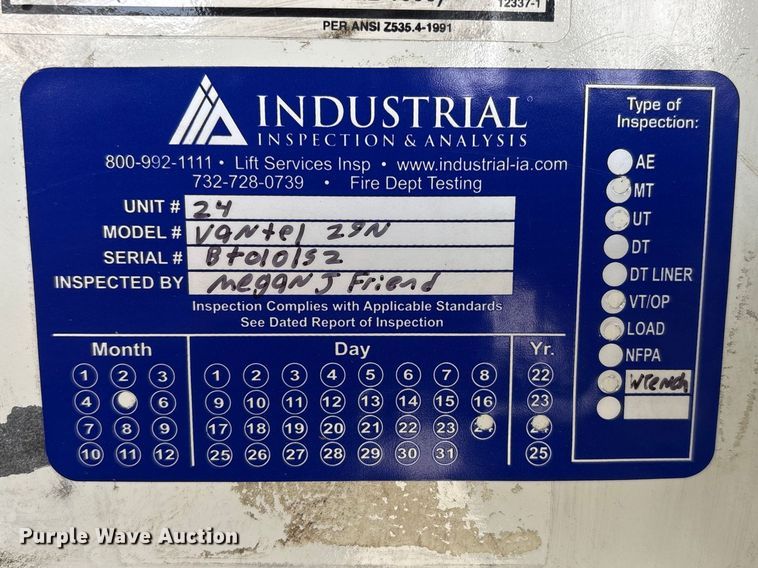 12337-1
PER ANSI Z535.4-1991
INDUSTRIAL
INSPECTION & ANALYSIS
800-992-1111 • Lift Services Insp • www.industrial-ia.com
732-728-0739 • Fire Dept Testing
UNIT # 24
MODEL # Vantel 29N
SERIAL #
INSPECTED BY Megan J Friend
Inspection Complies with Applicable Standards
See Dated Report of Inspection
Type of
Inspection:
AE
MT
UT
DT
DT LINER
VT/OP
LOAD
NFPA
Wrench
Month
1 2 3
4 6
7 8 9
10 11 12
Day
1 2 3 4 5 6 7 8
9 10 11 12 13 14 15 16
17 18 19 20 21 22 23
25 26 27 28 29 30 31
Yr.
22
23
25
Purple Wave Auction